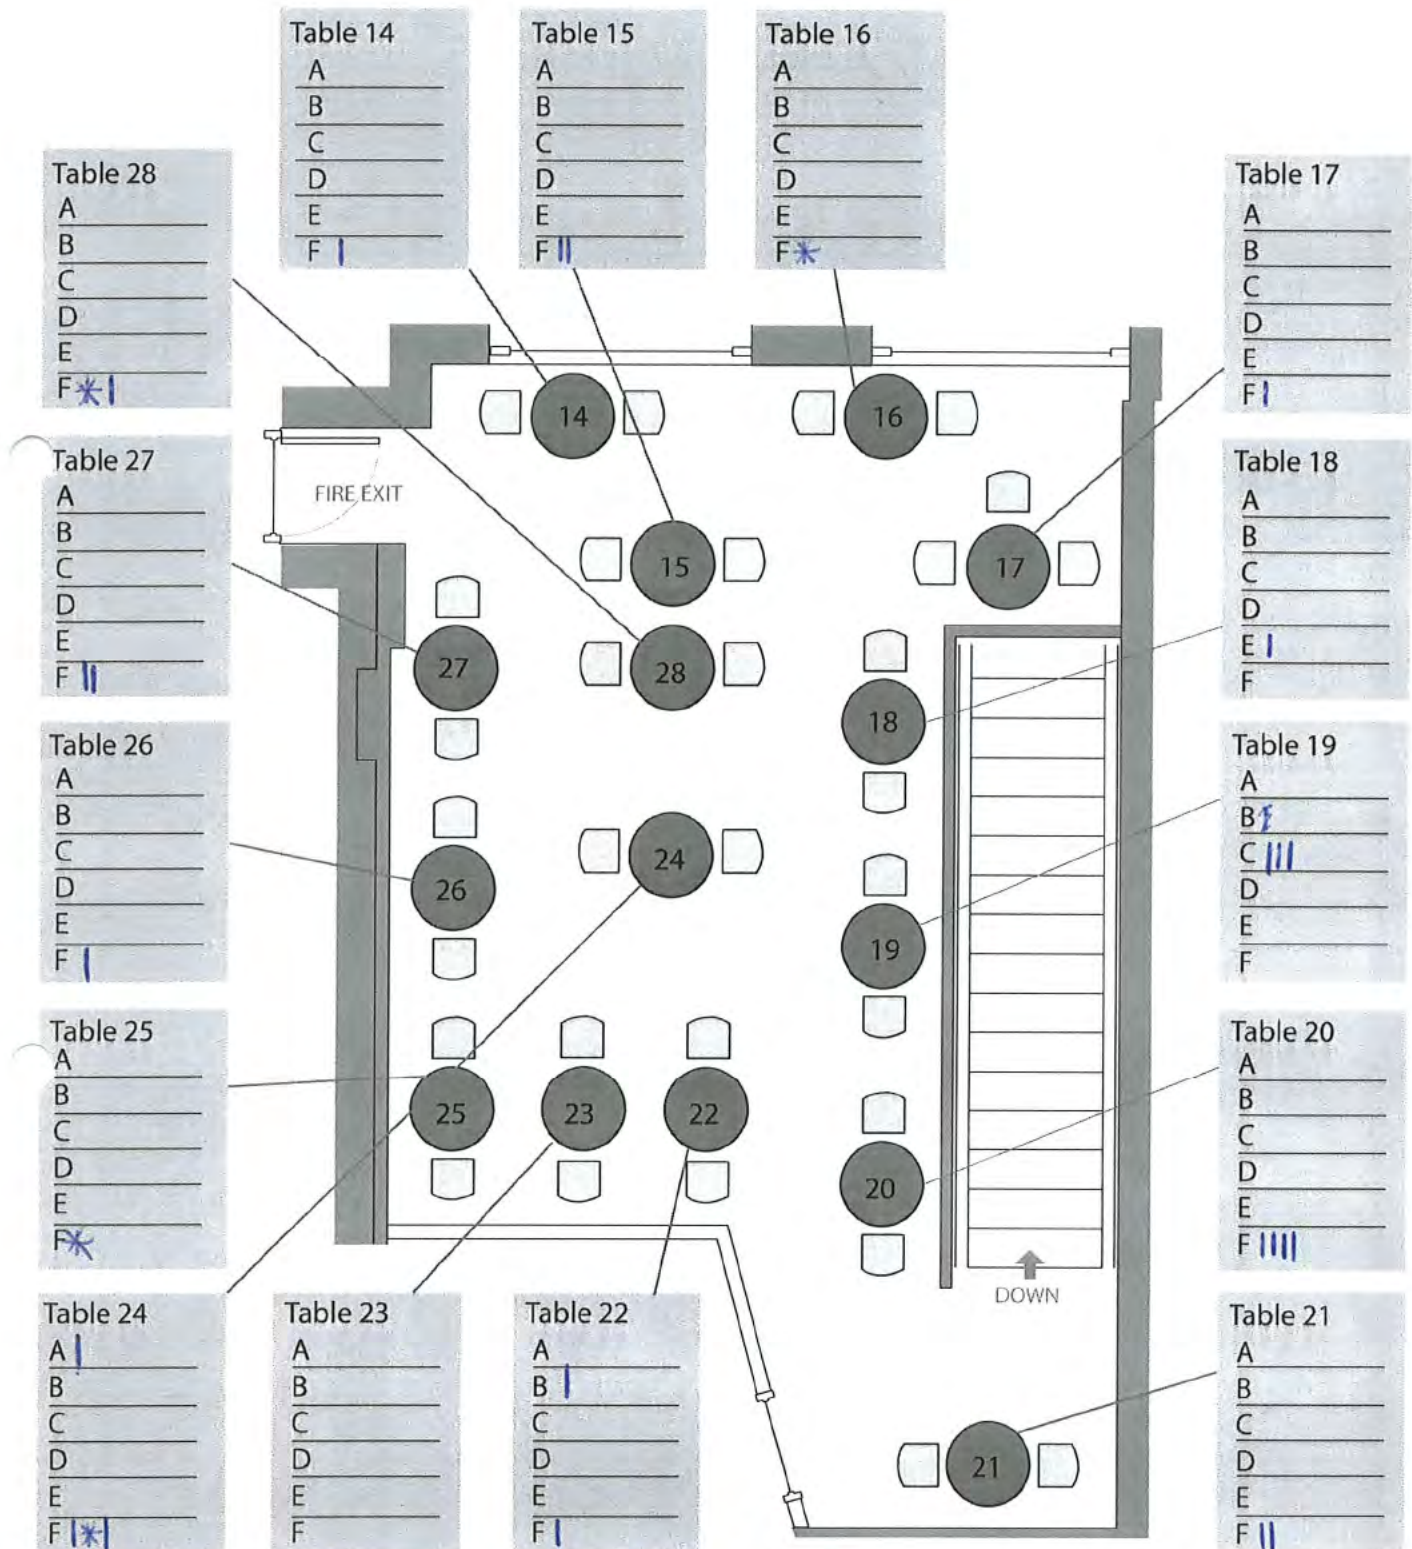 Table 14
A
B
C
D
E
F |
Table 15
A
B
C
D
E
F ||
Table 16
A
B
C
D
E
F *
Table 28
A
B
C
D
E
F * |
Table 17
A
B
C
D
E
F |
Table 27
A
B
C
D
E
F ||
Table 18
A
B
C
D
E |
F
Table 26
A
B
C
D
E
F |
Table 19
A
B
C |||
D
E
F
Table 25
A
B
C
D
E
F *
Table 20
A
B
C
D
E
F ||||
Table 24
A |
B
C
D
E
F |*|
Table 23
A
B
C
D
E
F
Table 22
A
B |
C
D
E
F |
Table 21
A
B
C
D
E
F ||
14
16
FIRE EXIT
15
17
27
28
18
24
26
19
25
23
22
20
DOWN
21